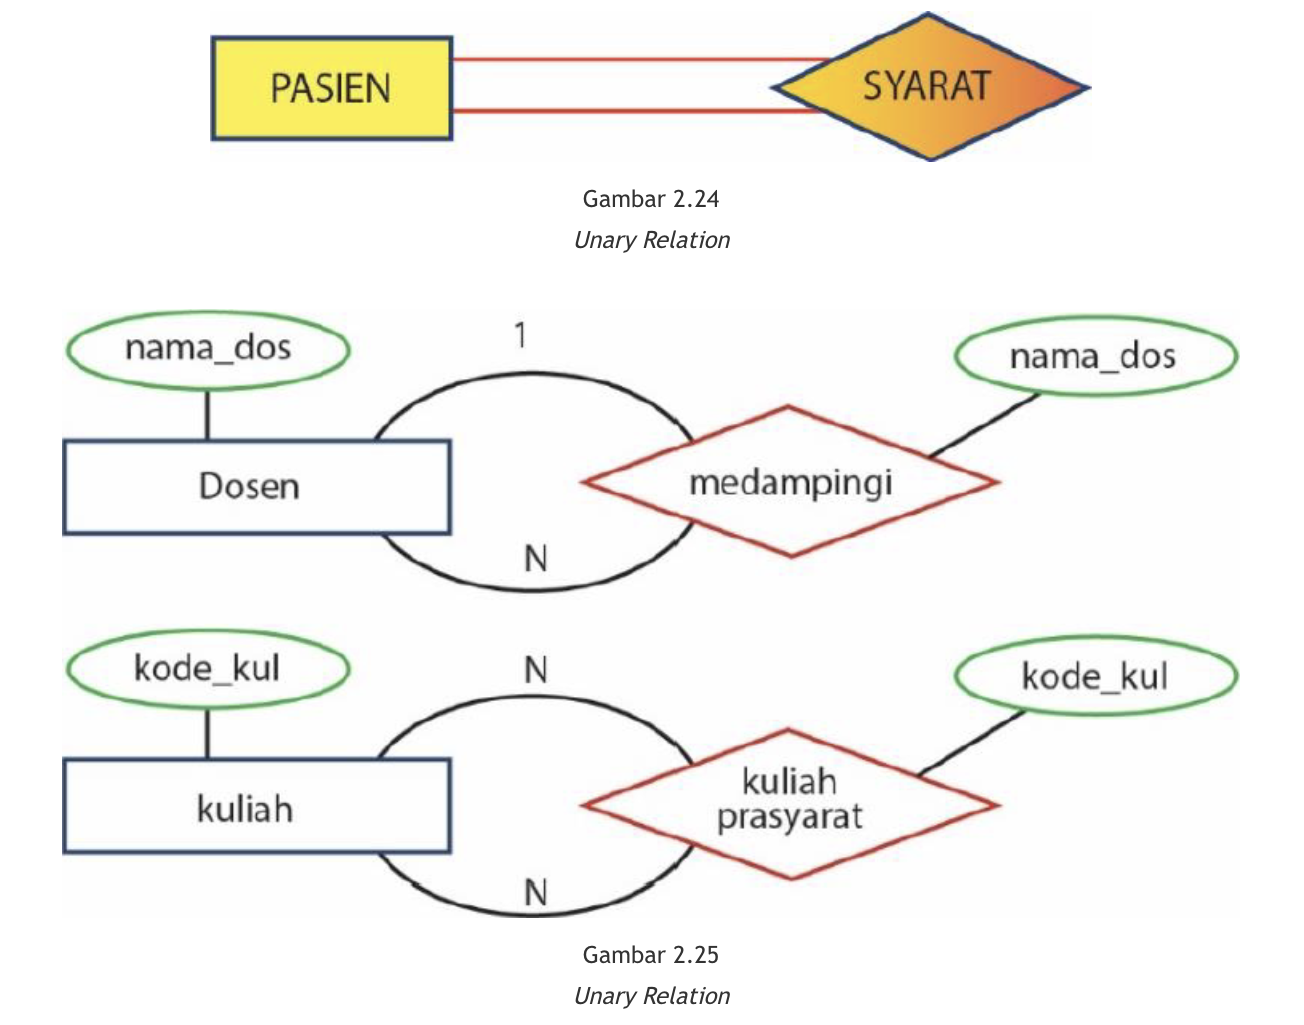 PASIEN
SYARAT
Gambar 2.24
Unary Relation
nama_dos
1
nama_dos
Dosen
medampingi
N
kode_kul
N
kode_kul
kuliah
kuliah
prasyarat
N
Gambar 2.25
Unary Relation